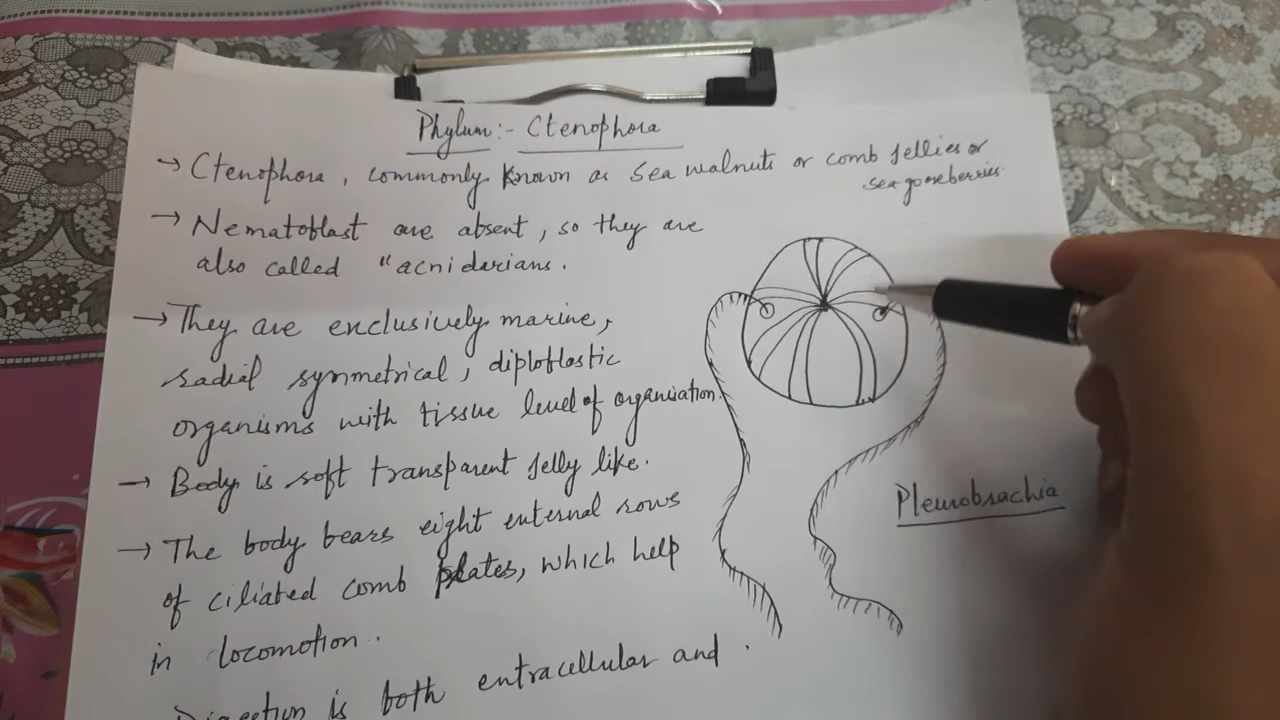 Phylum:- Ctenophora
→ Ctenophora, commonly known as sea walnuts or comb jellies or
sea gooseberries.
→ Nematoblast are absent, so they are
also called "acnidarians.
→ They are exclusively marine,
radial symmetrical, diploblastic
organisms with tissue level of organisation.
→ Body is soft transparent jelly like.
→ The body bears eight external rows
of ciliated comb plates, which help
in locomotion.
Digestion is both extracellular and
Pleurobrachia